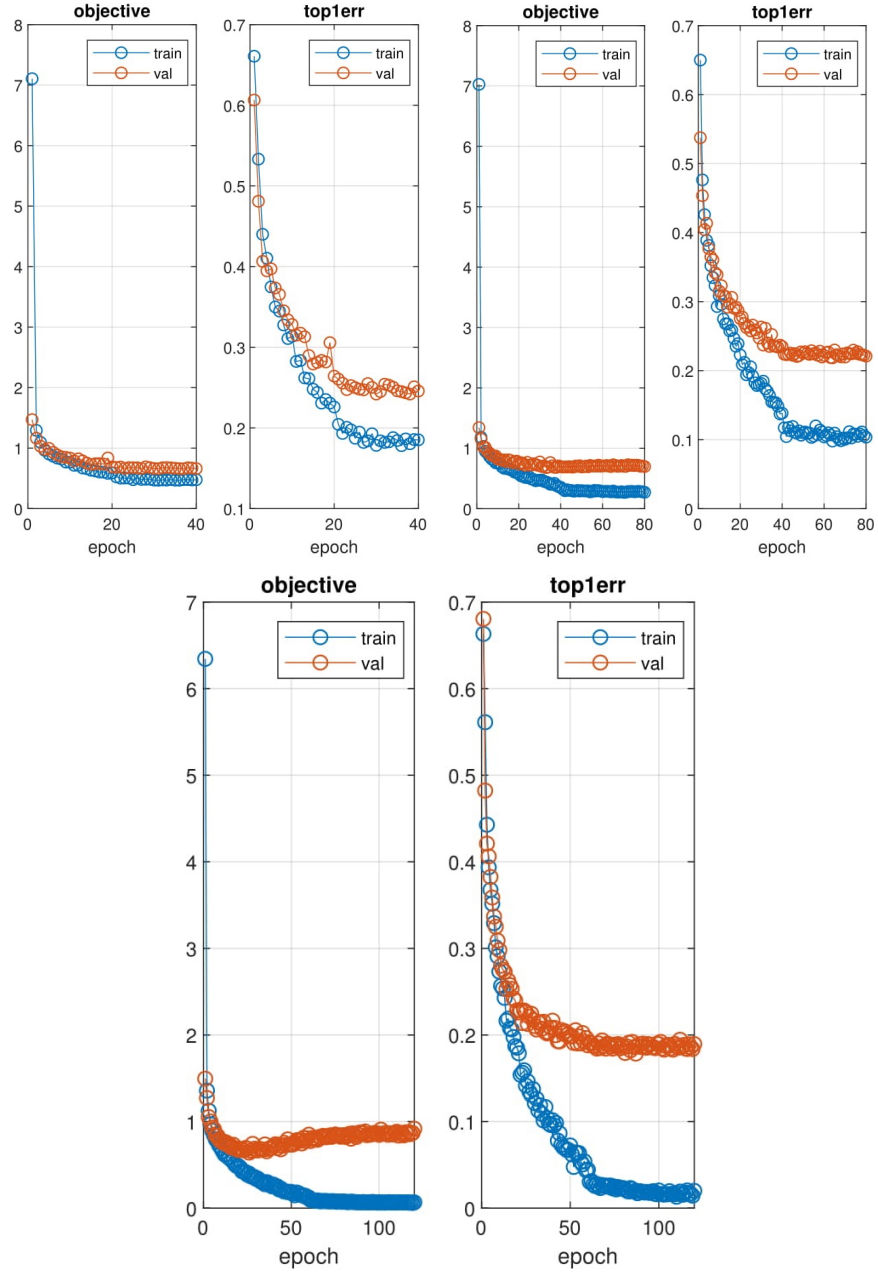 objective
train
val
8
7
6
5
4
3
2
1
0
0 20 40
epoch
top1err
train
val
0.7
0.6
0.5
0.4
0.3
0.2
0.1
0 20 40
epoch
objective
train
val
8
7
6
5
4
3
2
1
0
0 20 40 60 80
epoch
top1err
train
val
0.7
0.6
0.5
0.4
0.3
0.2
0.1
0
0 20 40 60 80
epoch
objective
train
val
7
6
5
4
3
2
1
0
0 50 100
epoch
top1err
train
val
0.7
0.6
0.5
0.4
0.3
0.2
0.1
0
0 50 100
epoch